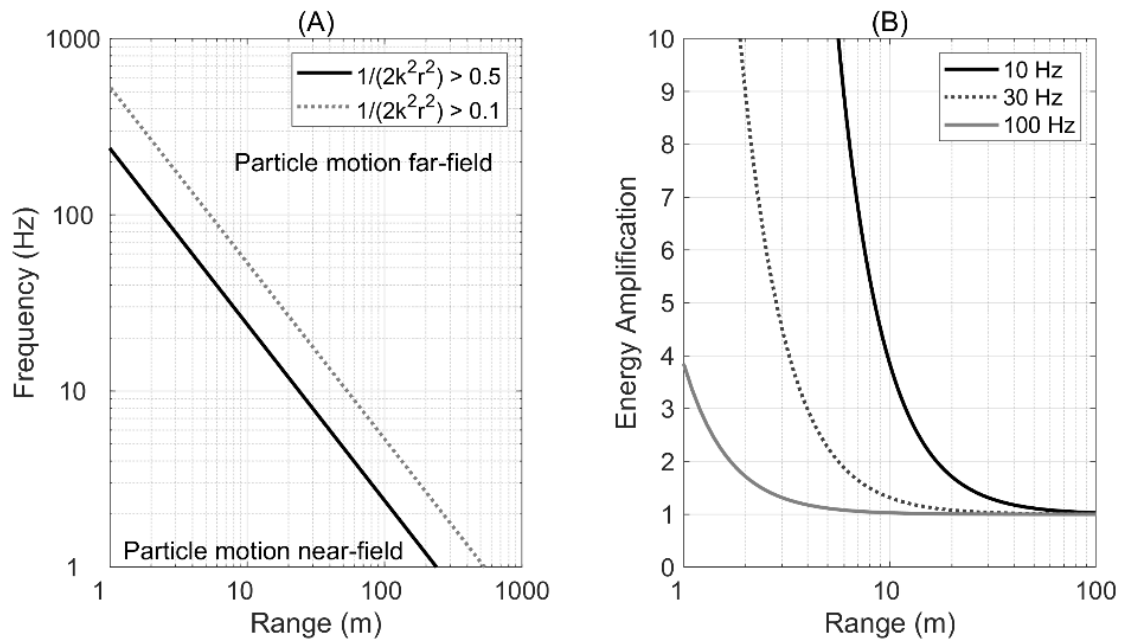 (A)
1000
100
10
1
Frequency (Hz)
1/(2k²r²) > 0.5
1/(2k²r²) > 0.1
Particle motion far-field
Particle motion near-field
1 10 100 1000
Range (m)
(B)
10
9
8
7
6
5
4
3
2
1
0
Energy Amplification
10 Hz
30 Hz
100 Hz
1 10 100
Range (m)